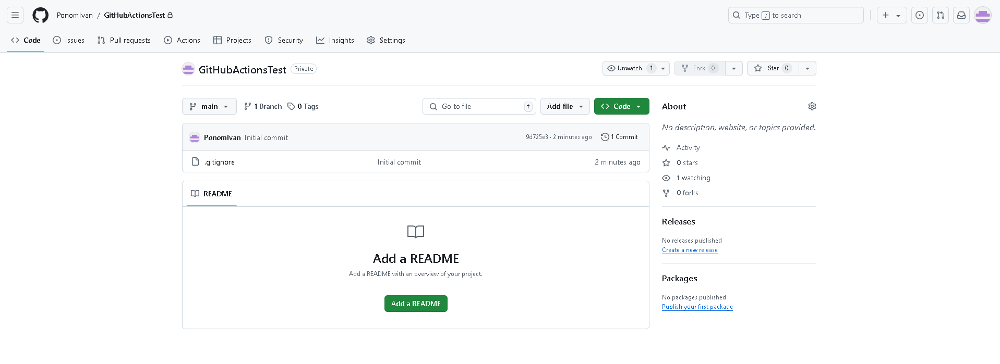 PonomIvan / GitHubActionsTest
Type / to search
Code Issues Pull requests Actions Projects Security Insights Settings
GitHubActionsTest Private
Unwatch 1 Fork 0 Star 0
main 1 Branch 0 Tags Go to file t Add file Code
PonomIvan Initial commit 9d725e3 · 2 minutes ago 1 Commit
.gitignore Initial commit 2 minutes ago
README
Add a README
Add a README with an overview of your project.
Add a README
About
No description, website, or topics provided.
Activity
0 stars
1 watching
0 forks
Releases
No releases published
Create a new release
Packages
No packages published
Publish your first package